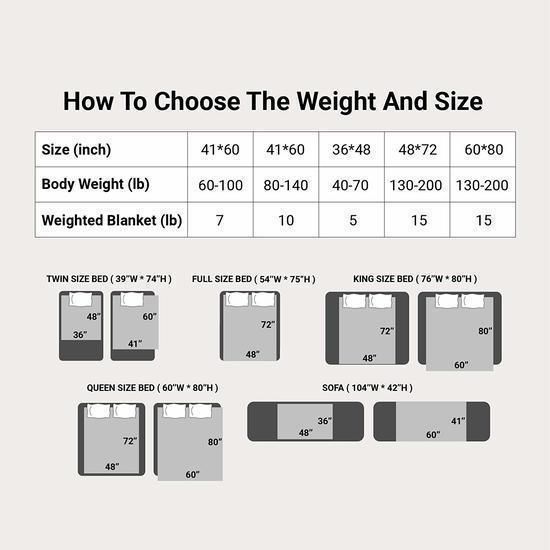 How To Choose The Weight And Size
Size (inch) 41*60 41*60 36*48 48*72 60*80
Body Weight (lb) 60-100 80-140 40-70 130-200 130-200
Weighted Blanket (lb) 7 10 5 15 15
TWIN SIZE BED ( 39”W * 74”H ) FULL SIZE BED ( 54”W * 75”H ) KING SIZE BED ( 76”W * 80”H )
48” 60”
36” 41”
72”
48”
72” 80”
48” 60”
QUEEN SIZE BED ( 60”W * 80”H ) SOFA ( 104”W * 42”H )
72” 80”
48” 60”
36” 41”
48” 60”